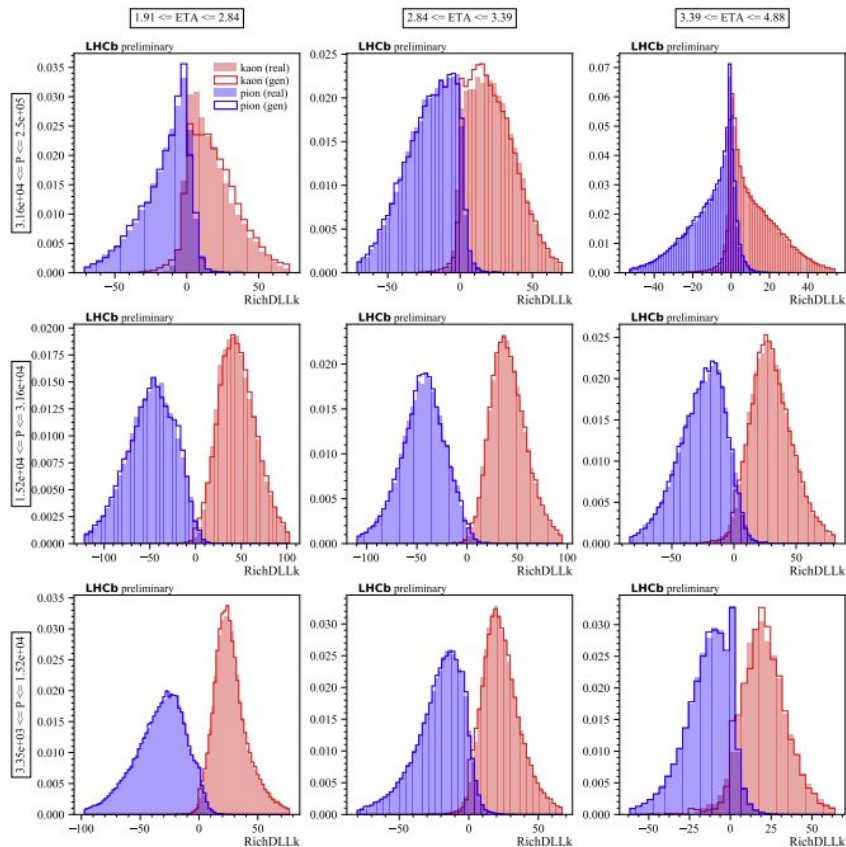 1.91 <= ETA <= 2.84
2.84 <= ETA <= 3.39
3.39 <= ETA <= 4.88
3.16e+04 <= P <= 2.5e+05
LHCb preliminary
0.035
0.030
0.025
0.020
0.015
0.010
0.005
0.000
kaon (real)
kaon (gen)
pion (real)
pion (gen)
−50 0 50
RichDLLk
LHCb preliminary
0.025
0.020
0.015
0.010
0.005
0.000
−50 0 50
RichDLLk
LHCb preliminary
0.07
0.06
0.05
0.04
0.03
0.02
0.01
0.00
−40 −20 0 20 40
RichDLLk
1.52e+04 <= P <= 3.16e+04
LHCb preliminary
0.0200
0.0175
0.0150
0.0125
0.0100
0.0075
0.0050
0.0025
0.0000
−100 −50 0 50 100
RichDLLk
LHCb preliminary
0.020
0.015
0.010
0.005
0.000
−100 −50 0 50 100
RichDLLk
LHCb preliminary
0.025
0.020
0.015
0.010
0.005
0.000
−50 0 50
RichDLLk
3.35e+03 <= P <= 1.52e+04
LHCb preliminary
0.035
0.030
0.025
0.020
0.015
0.010
0.005
0.000
−100 −50 0 50
RichDLLk
LHCb preliminary
0.030
0.025
0.020
0.015
0.010
0.005
0.000
−50 0 50
RichDLLk
LHCb preliminary
0.030
0.025
0.020
0.015
0.010
0.005
0.000
−50 −25 0 25 50
RichDLLk